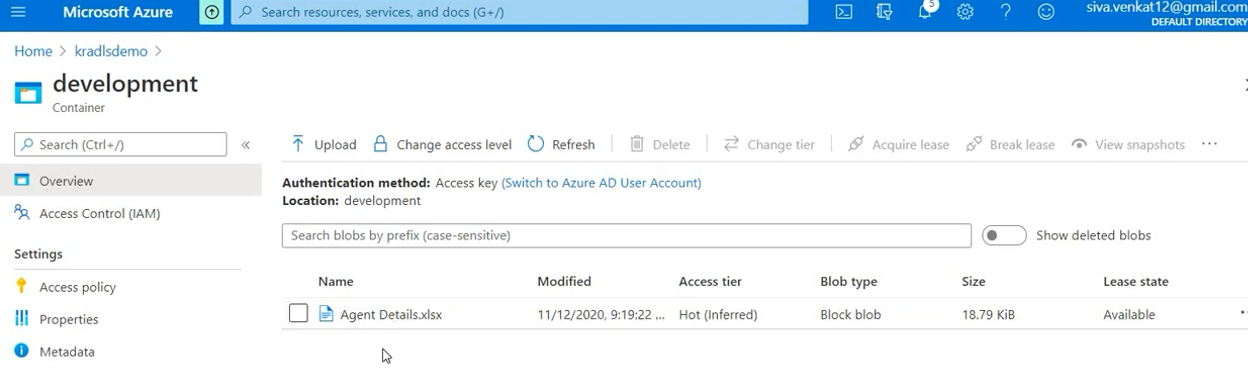 Microsoft Azure
Search resources, services, and docs (G+/)
5
siva.venkat12@gmail.com
DEFAULT DIRECTORY
Home > kradlsdemo >
development
Container
Search (Ctrl+/)
«
Upload
Change access level
Refresh
Delete
Change tier
Acquire lease
Break lease
View snapshots
...
Overview
Access Control (IAM)
Settings
Access policy
Properties
Metadata
Authentication method: Access key (Switch to Azure AD User Account)
Location: development
Search blobs by prefix (case-sensitive)
Show deleted blobs
Name Modified Access tier Blob type Size Lease state
Agent Details.xlsx 11/12/2020, 9:19:22 ... Hot (Inferred) Block blob 18.79 KiB Available